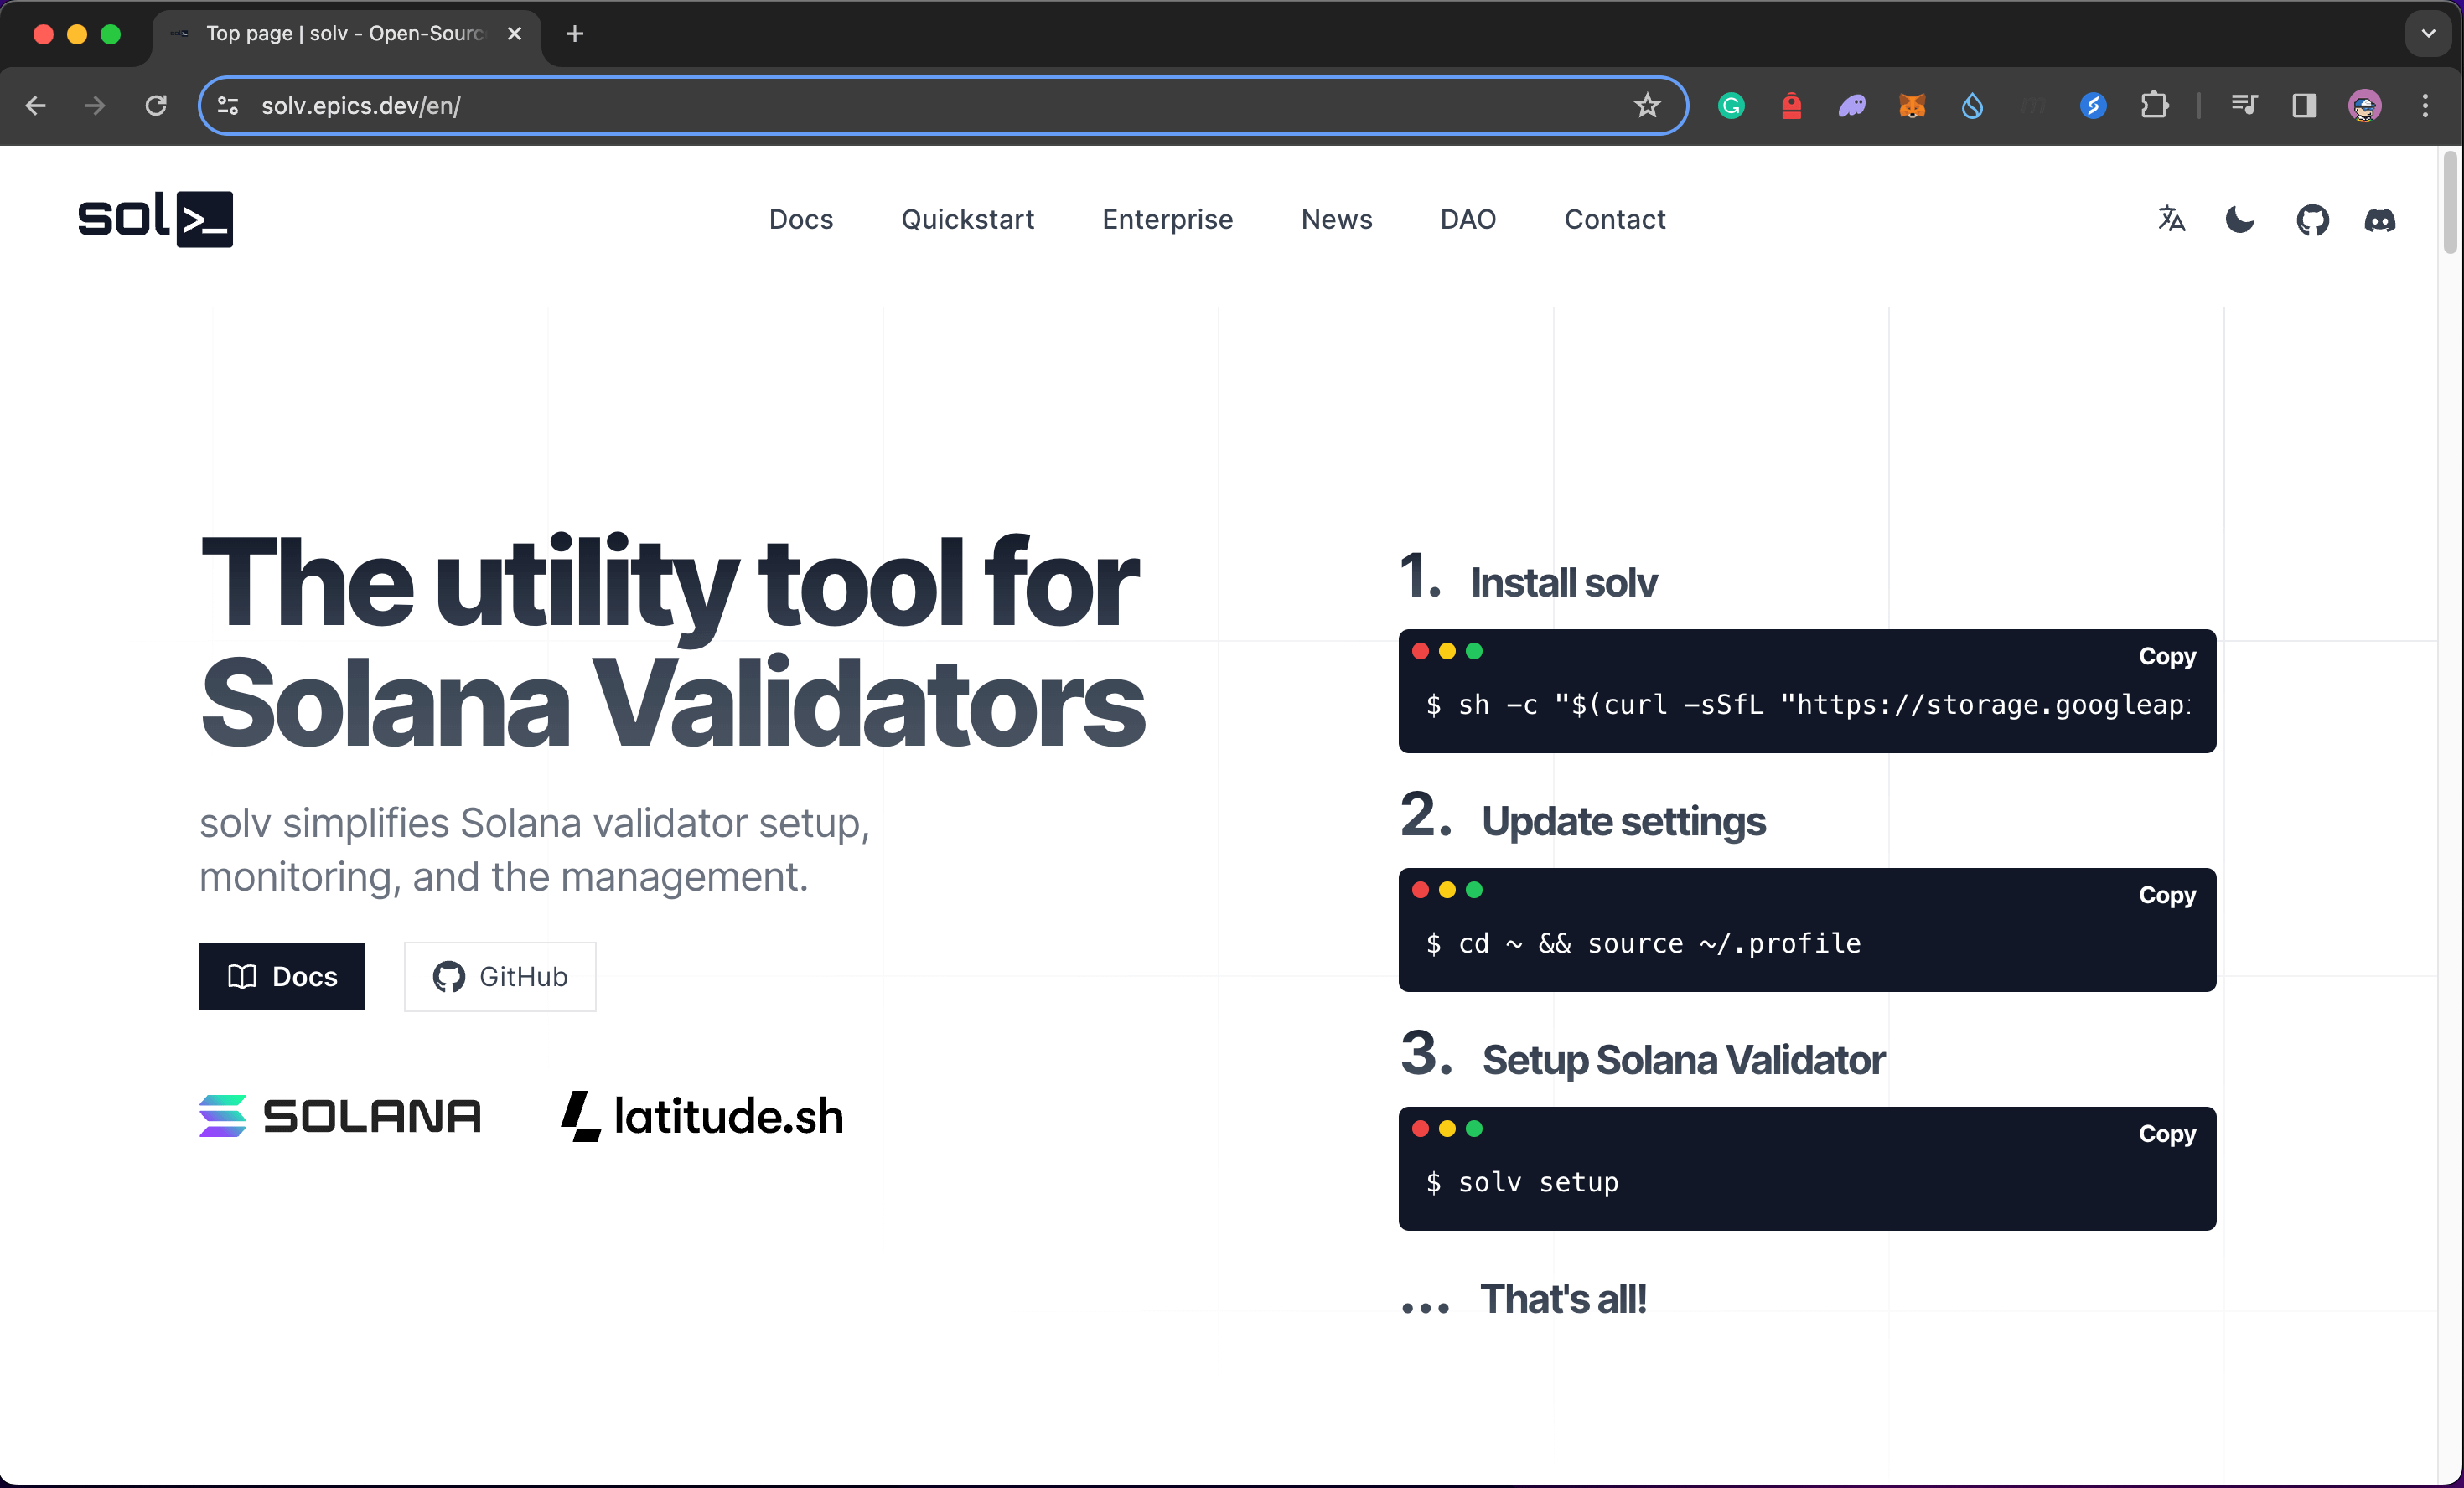 Top page | solv - Open-Sourc
solv.epics.dev/en/
sol>_
Docs
Quickstart
Enterprise
News
DAO
Contact
The utility tool for
Solana Validators
solv simplifies Solana validator setup,
monitoring, and the management.
Docs
GitHub
SOLANA
latitude.sh
1. Install solv
Copy
$ sh -c "$(curl -sSfL "https://storage.googleap
2. Update settings
Copy
$ cd ~ && source ~/.profile
3. Setup Solana Validator
Copy
$ solv setup
... That's all!